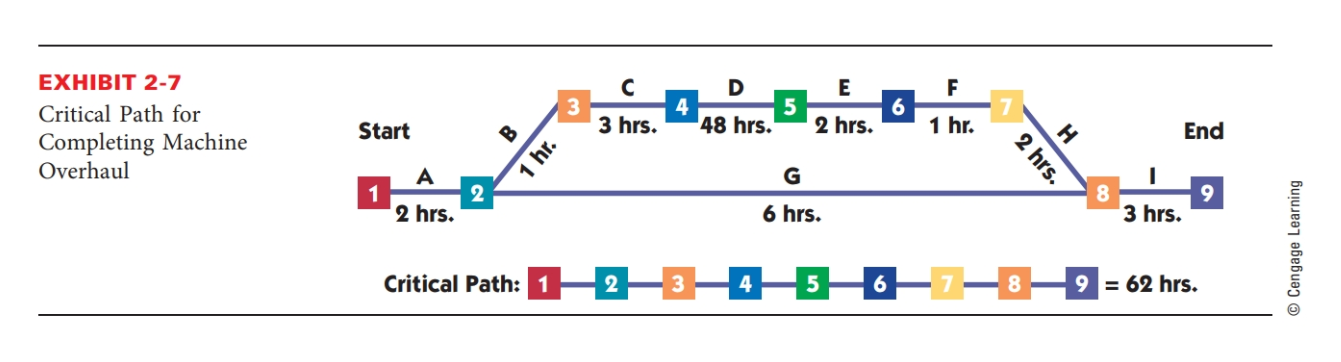 EXHIBIT 2-7
Critical Path for
Completing Machine
Overhaul
Start
End
A
B
C
D
E
F
G
H
I
1
2
3
4
5
6
7
8
9
2 hrs.
1 hr.
3 hrs.
48 hrs.
2 hrs.
1 hr.
6 hrs.
2 hrs.
3 hrs.
Critical Path: 1 2 3 4 5 6 7 8 9 = 62 hrs.
© Cengage Learning